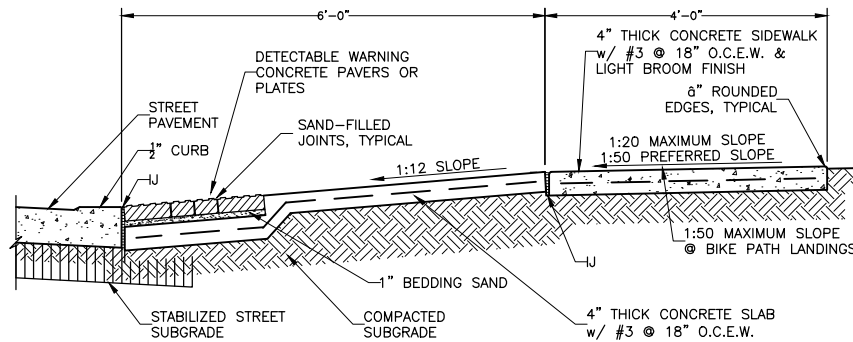 6'-0"
4'-0"
4" THICK CONCRETE SIDEWALK
w/ #3 @ 18" O.C.E.W. &
LIGHT BROOM FINISH
DETECTABLE WARNING
CONCRETE PAVERS OR
PLATES
â" ROUNDED
EDGES, TYPICAL
STREET
PAVEMENT
SAND-FILLED
JOINTS, TYPICAL
½" CURB
1:20 MAXIMUM SLOPE
1:50 PREFERRED SLOPE
1:12 SLOPE
IJ
1:50 MAXIMUM SLOPE
@ BIKE PATH LANDINGS
IJ
1" BEDDING SAND
STABILIZED STREET
SUBGRADE
COMPACTED
SUBGRADE
4" THICK CONCRETE SLAB
w/ #3 @ 18" O.C.E.W.